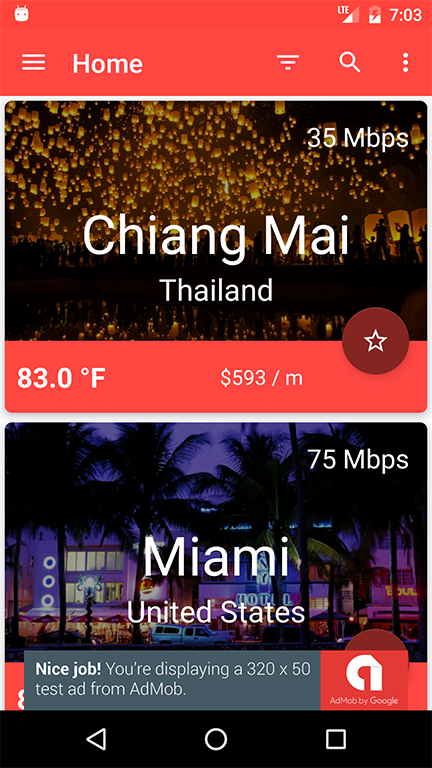 LTE 7:03
Home
35 Mbps
Chiang Mai
Thailand
83.0 °F
$593 / m
75 Mbps
Miami
HOTEL
United States
Nice job! You're displaying a 320 x 50
test ad from AdMob.
AdMob by Google